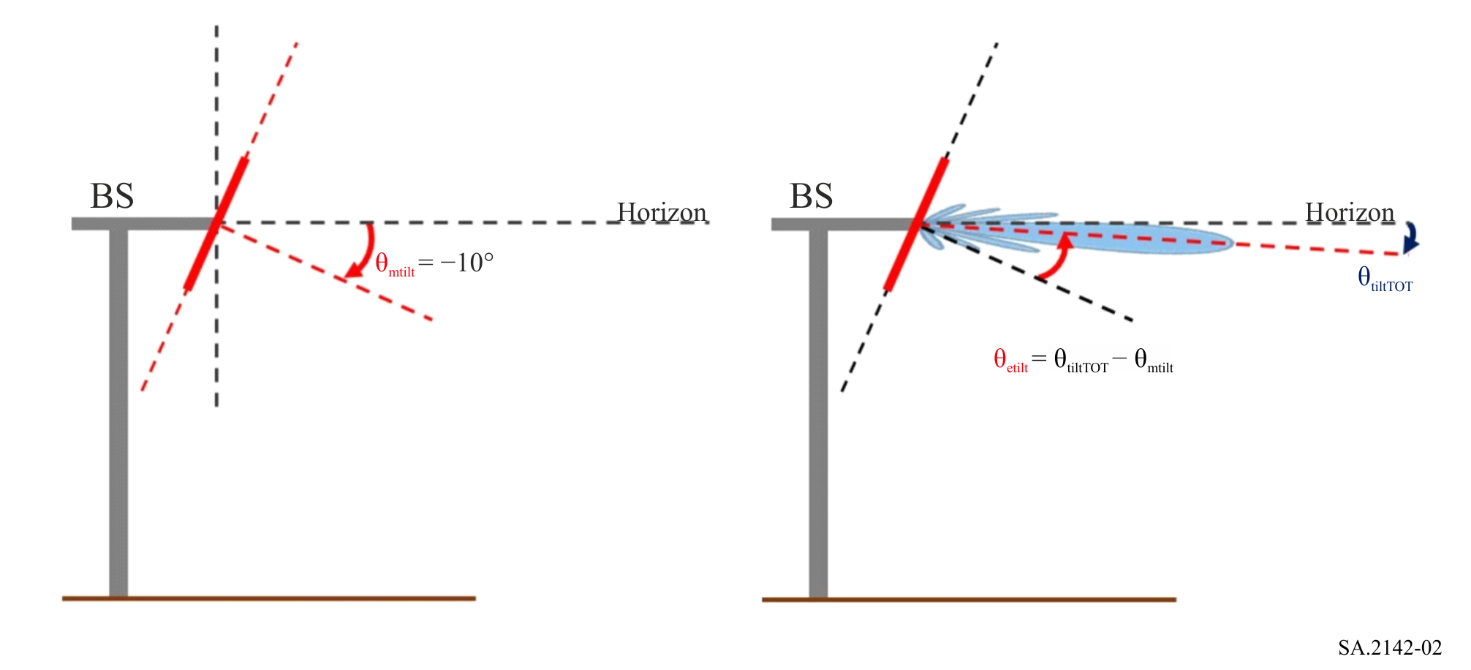 BS
Horizon
θmtilt = −10°
BS
Horizon
θtiltTOT
θetilt = θtiltTOT − θmtilt
SA.2142-02